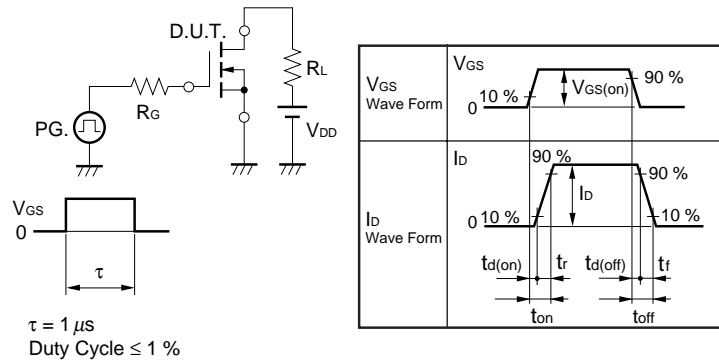 D.U.T.
RL
RG
PG.
VDD
VGS
0
τ
τ = 1 μs
Duty Cycle ≤ 1 %
VGS
Wave Form
VGS
10 %
0
VGS(on)
90 %
ID
Wave Form
ID
90 %
90 %
ID
0 10 %
10 %
td(on) tr td(off) tf
ton toff